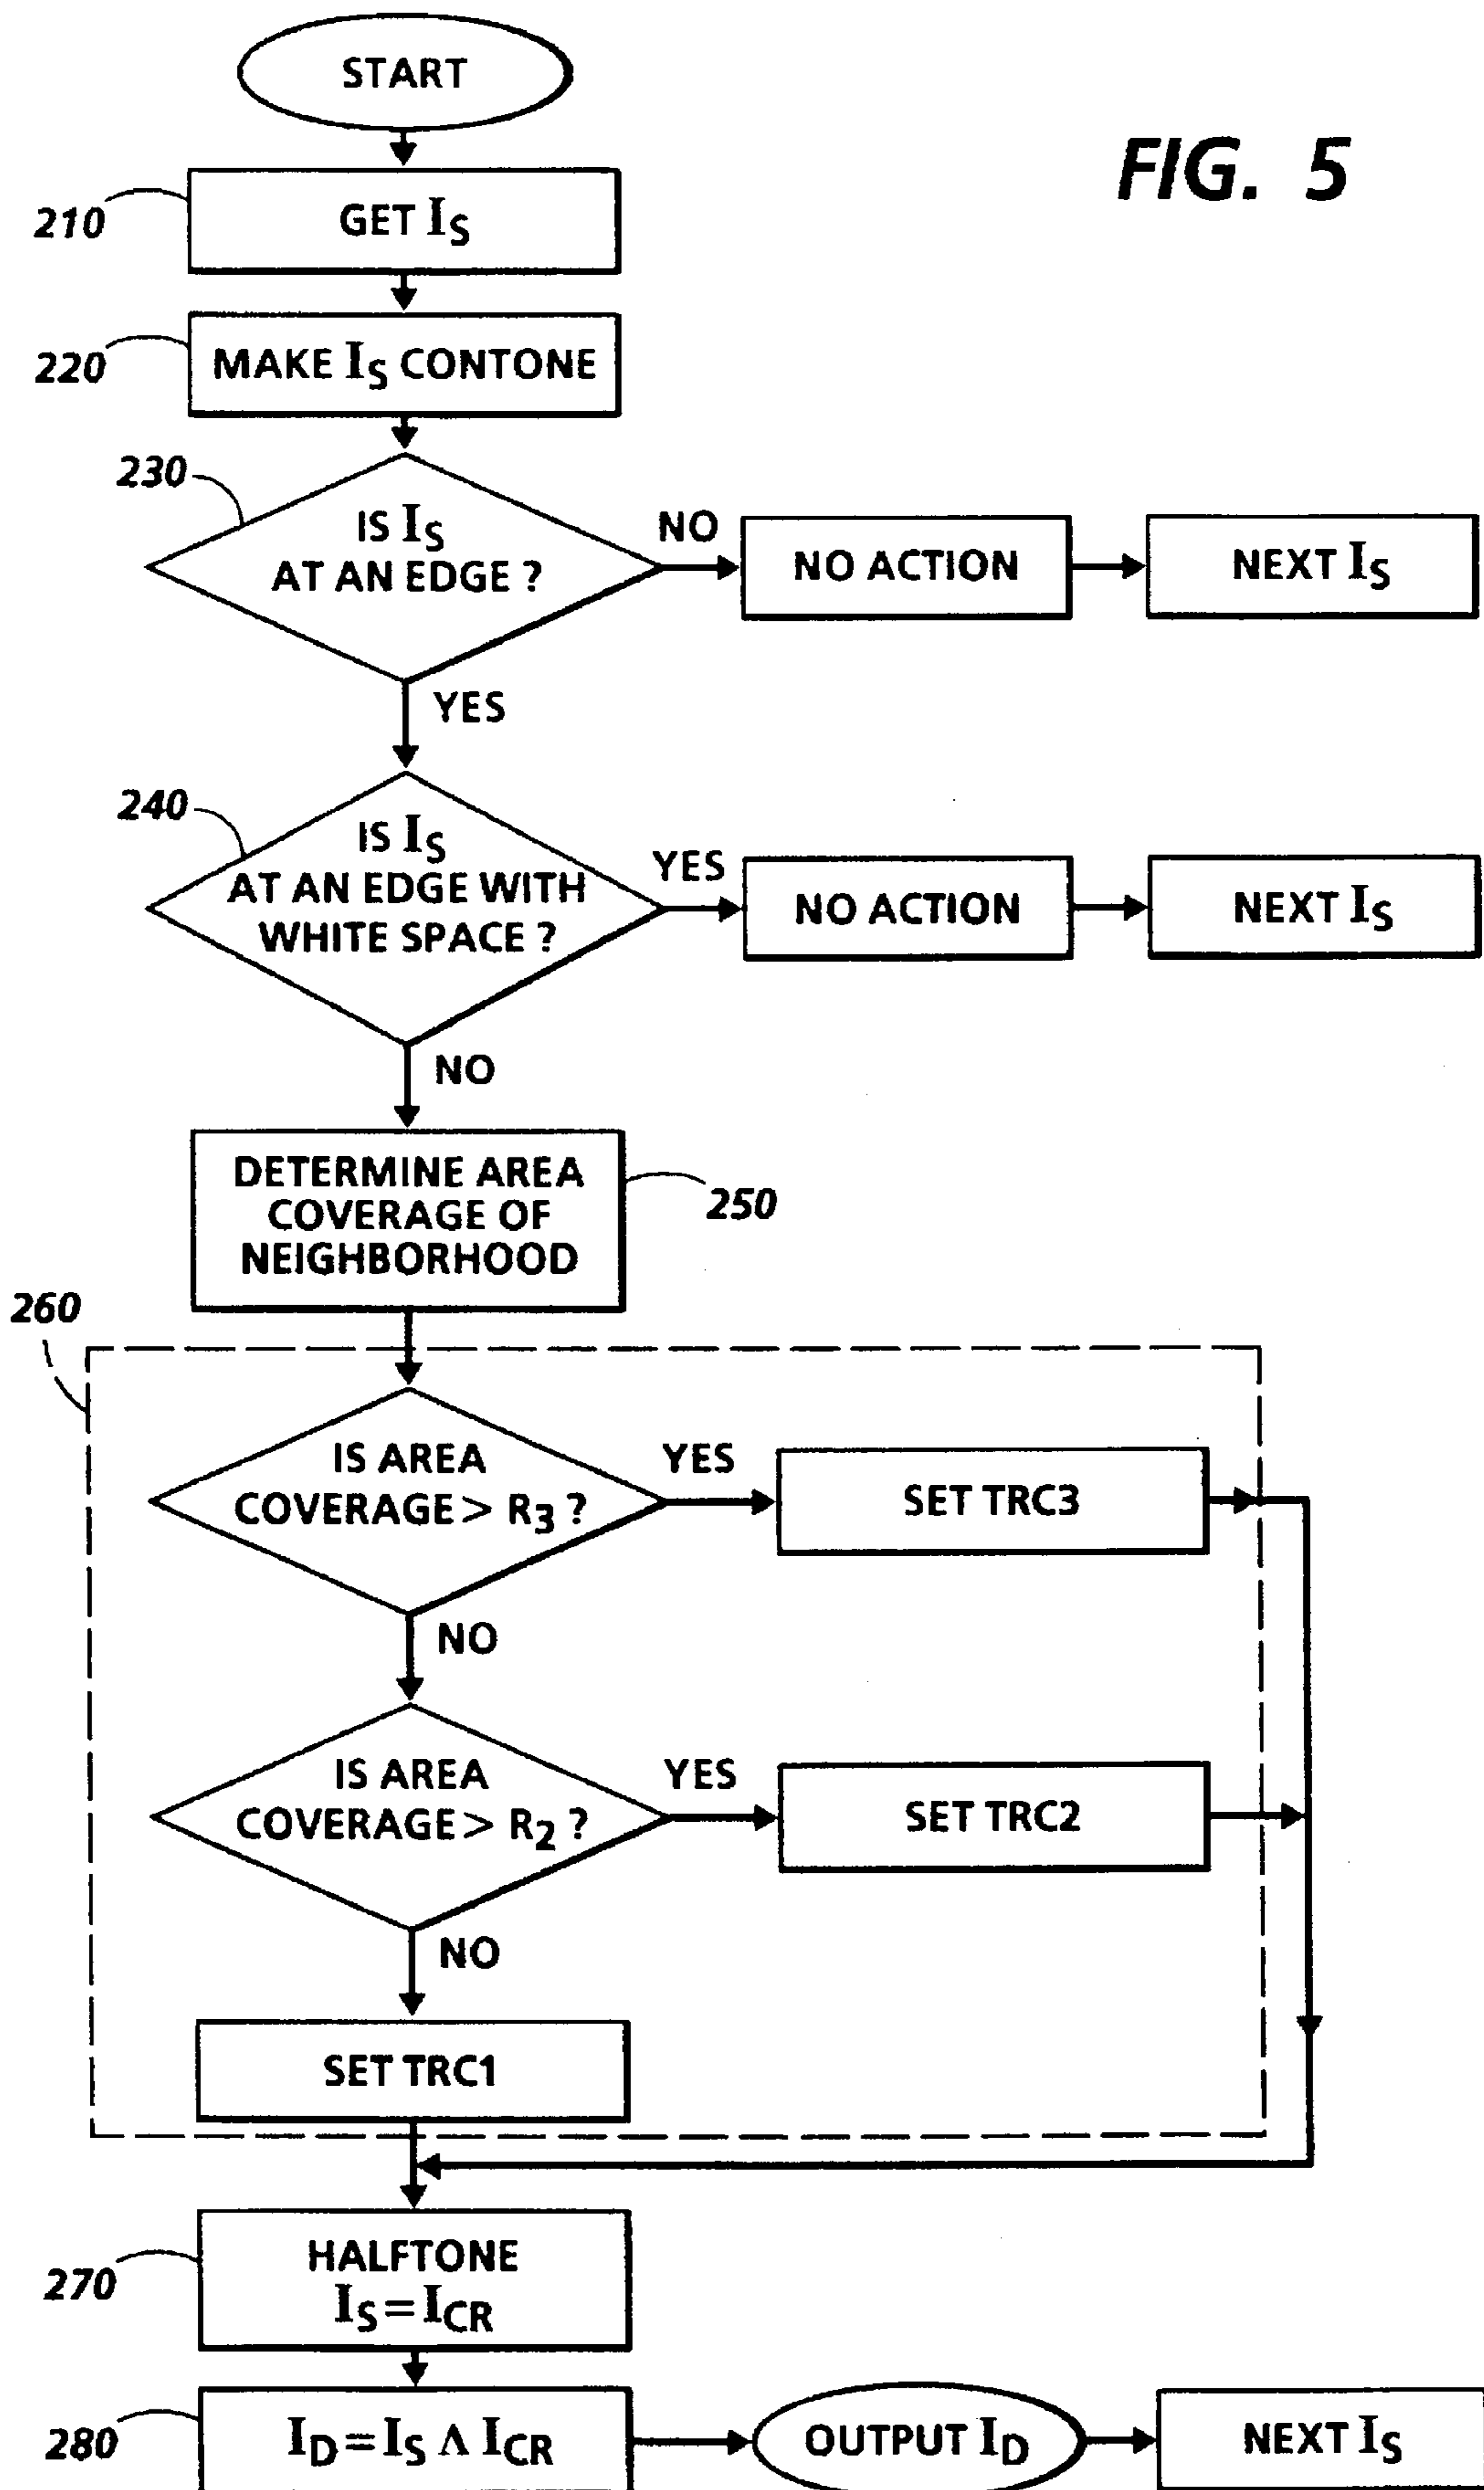 START
FIG. 5
210
GET IS
220
MAKE IS CONTONE
230
IS IS
AT AN EDGE ?
NO
NO ACTION
NEXT IS
YES
240
IS IS
AT AN EDGE WITH
WHITE SPACE ?
YES
NO ACTION
NEXT IS
NO
DETERMINE AREA
COVERAGE OF
NEIGHBORHOOD
250
260
IS AREA
COVERAGE > R3 ?
YES
SET TRC3
NO
IS AREA
COVERAGE > R2 ?
YES
SET TRC2
NO
SET TRC1
270
HALFTONE
IS = ICR
280
ID = IS Λ ICR
OUTPUT ID
NEXT IS